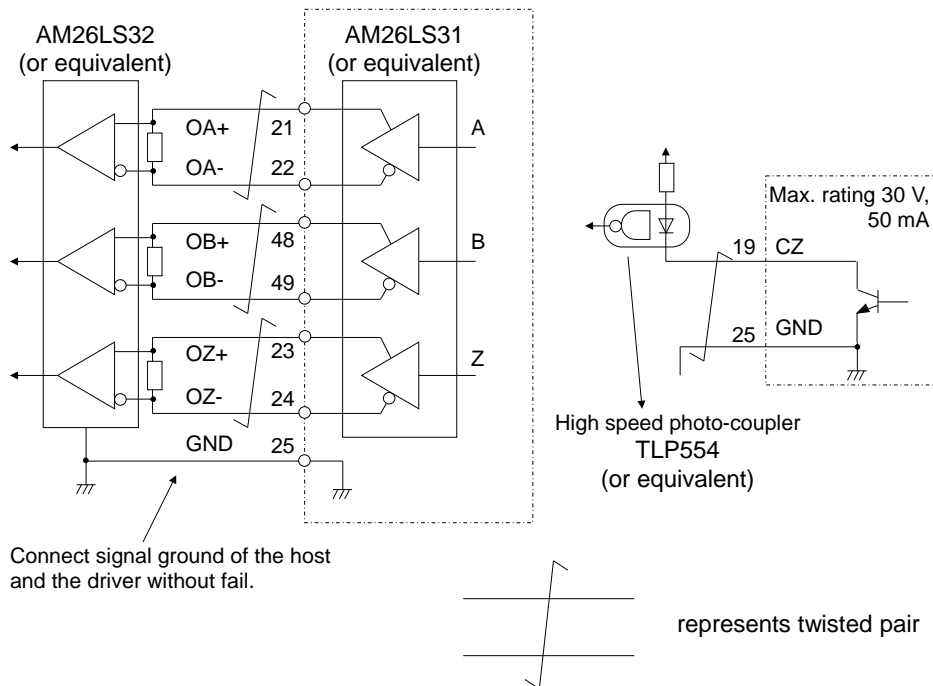 AM26LS32
(or equivalent)
AM26LS31
(or equivalent)
OA+ 21
OA- 22
A
OB+ 48
OB- 49
B
OZ+ 23
OZ- 24
Z
GND 25
Connect signal ground of the host
and the driver without fail.
Max. rating 30 V,
50 mA
19 CZ
25 GND
High speed photo-coupler
TLP554
(or equivalent)
represents twisted pair